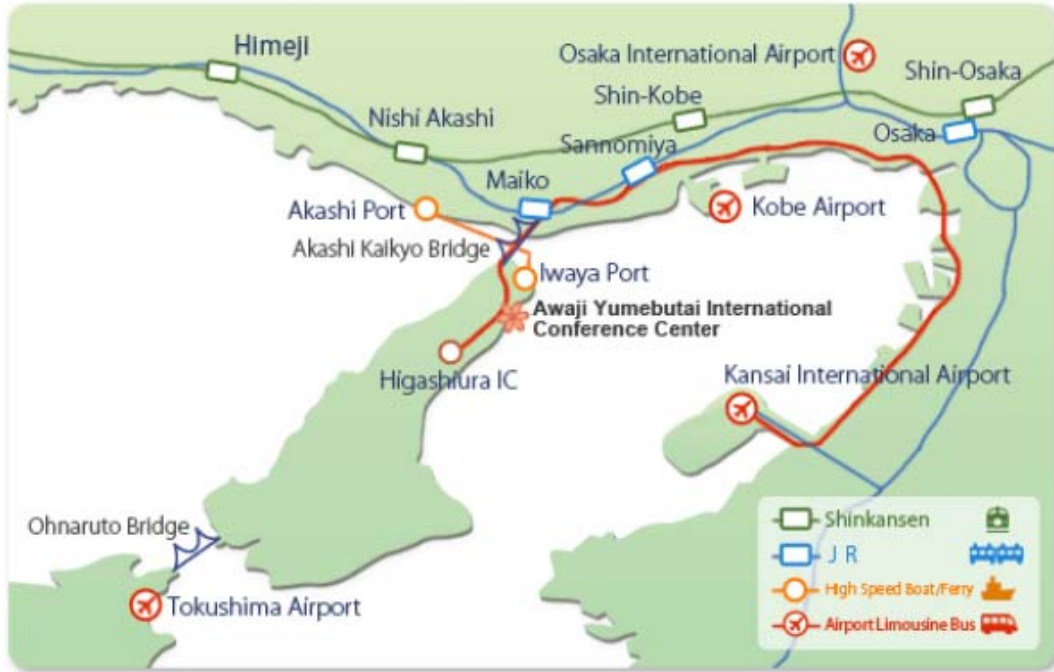 Himeji
Osaka International Airport
Shin-Osaka
Shin-Kobe
Nishi Akashi
Osaka
Sannomiya
Maiko
Akashi Port
Kobe Airport
Akashi Kaikyo Bridge
Iwaya Port
Awaji Yumebutai International
Conference Center
Higashiura IC
Kansai International Airport
Ohnaruto Bridge
Tokushima Airport
Shinkansen
J R
High Speed Boat/Ferry
Airport Limousine Bus